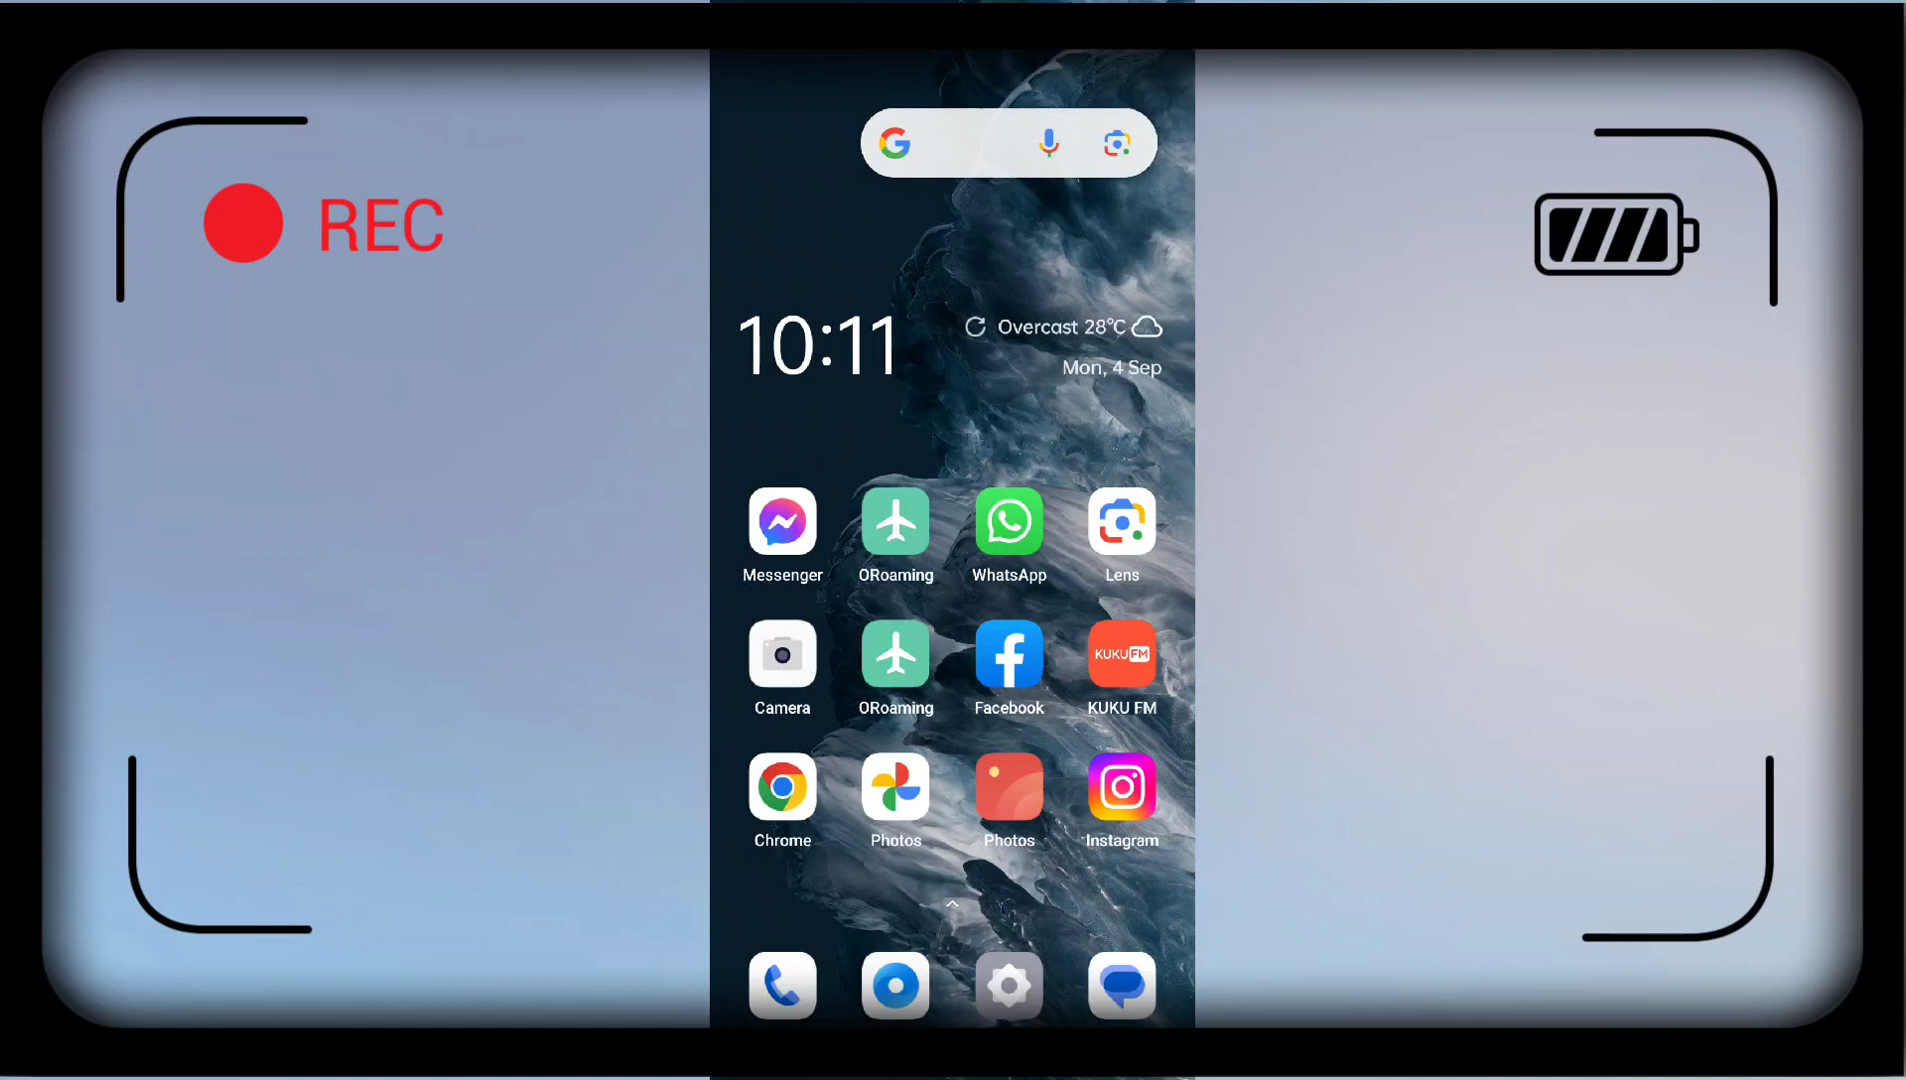 REC
10:11
Overcast 28°C
Mon, 4 Sep
Messenger
ORoaming
WhatsApp
Lens
KUKU FM
Camera
ORoaming
Facebook
KUKU FM
Chrome
Photos
Photos
Instagram